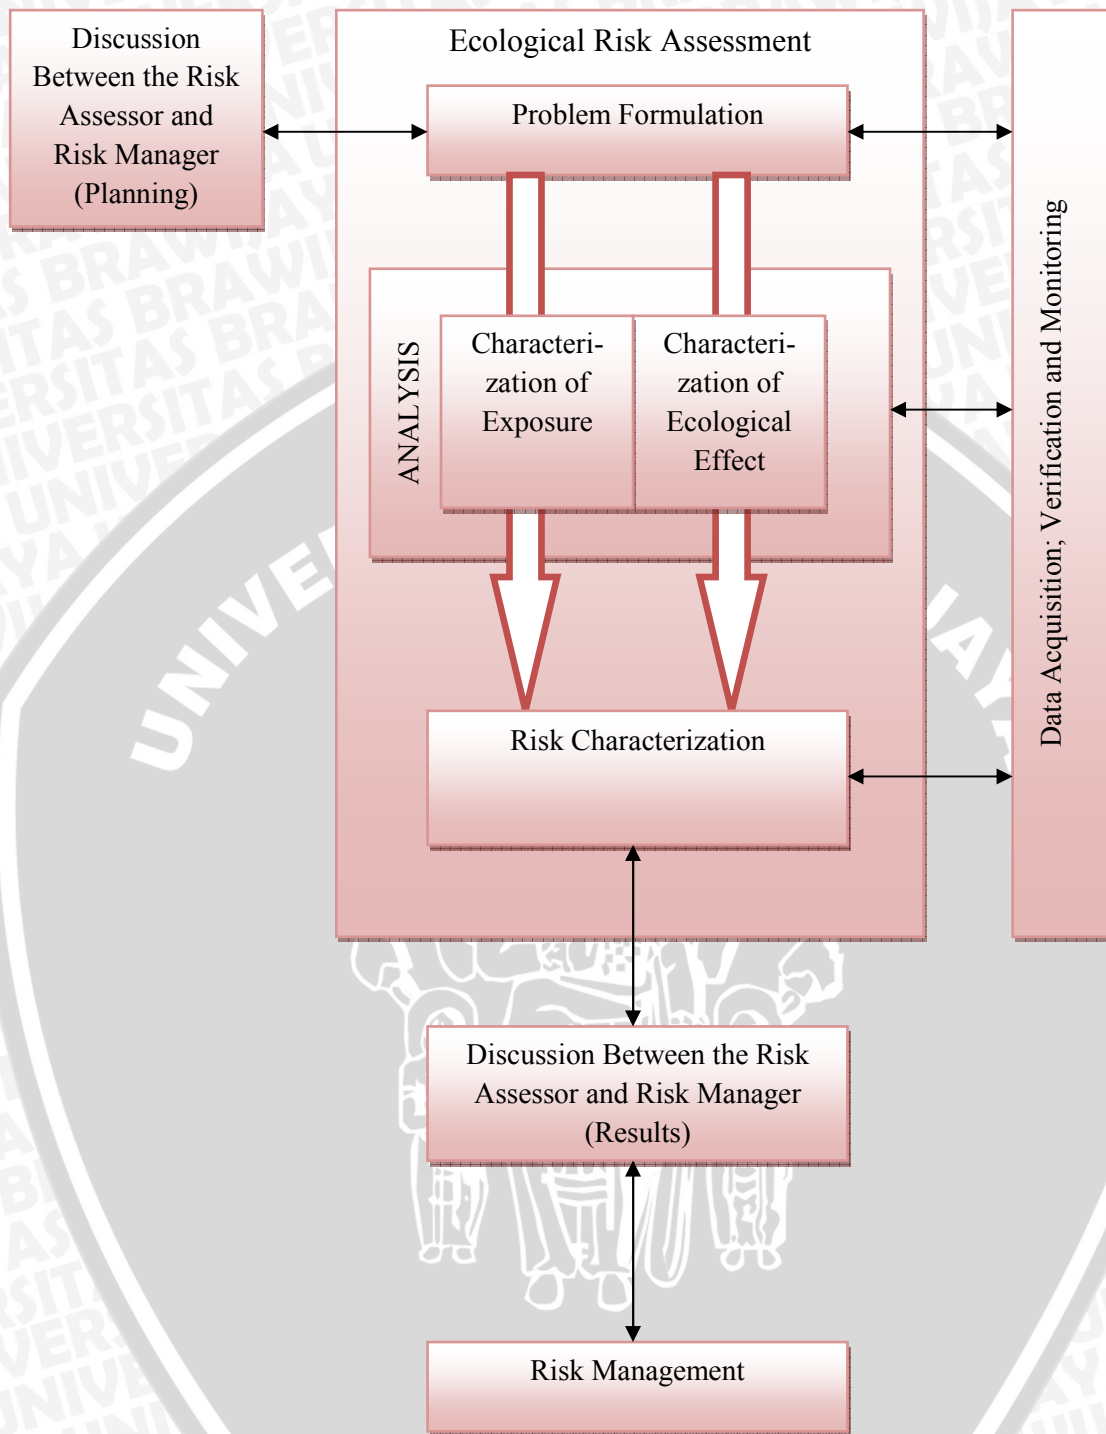 Discussion
Between the Risk
Assessor and
Risk Manager
(Planning)
Ecological Risk Assessment
Problem Formulation
ANALYSIS
Characteri-
zation of
Exposure
Characteri-
zation of
Ecological
Effect
Risk Characterization
Data Acquisition; Verification and Monitoring
Discussion Between the Risk
Assessor and Risk Manager
(Results)
Risk Management